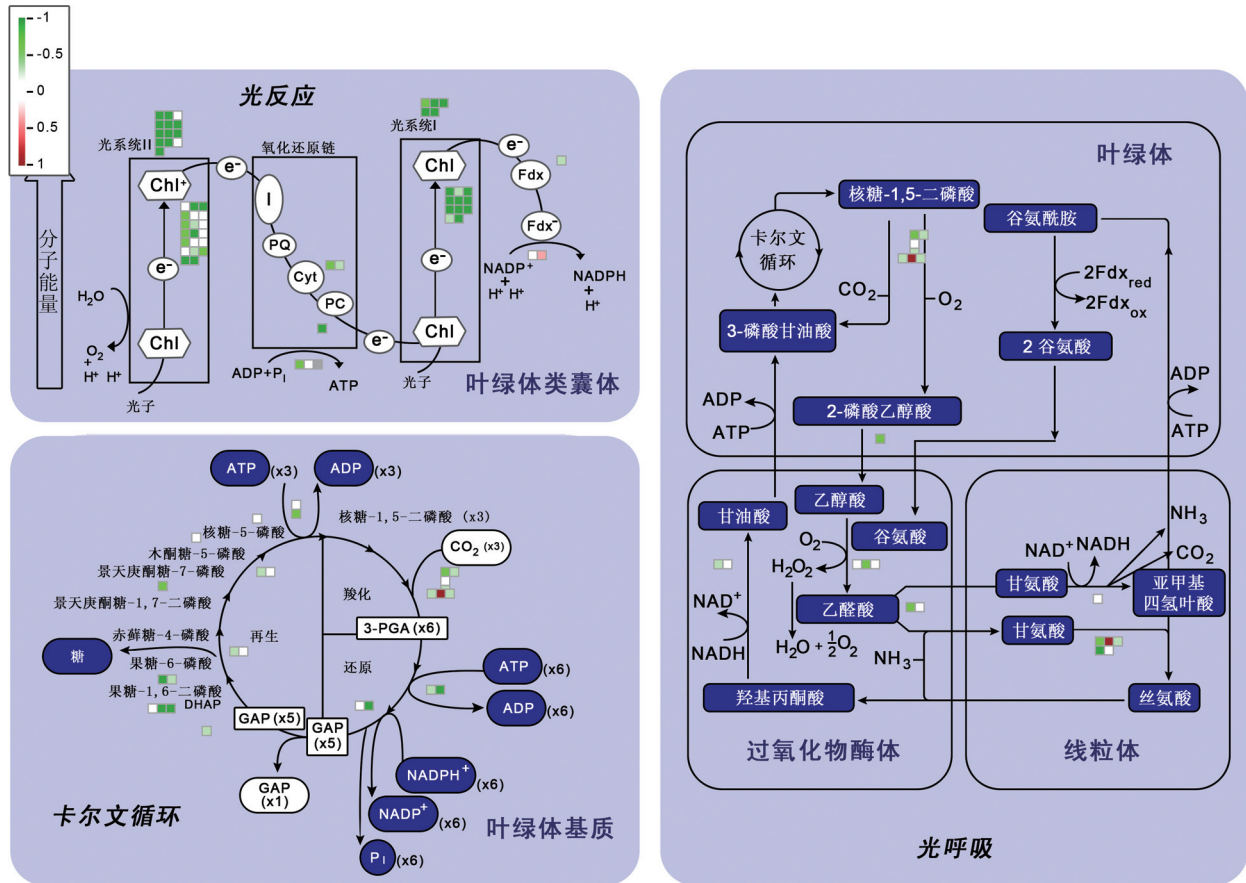 -1
-0.5
0
0.5
1
分子能量
光反应
光系统II
Chl⁺
e⁻
Chl
H₂O
O₂
+
H⁺ H⁺
光子
氧化还原链
e⁻
I
PQ
Cyt
PC
e⁻
ADP+Pı
ATP
光系统I
Chl
e⁻
Chl
光子
e⁻
Fdx
Fdx⁻
NADP⁺
+
H⁺ H⁺
NADPH
+
H⁺
叶绿体类囊体
ATP (x3)
ADP (x3)
核糖-1,5-二磷酸 (x3)
核糖-5-磷酸
木酮糖-5-磷酸
景天庚酮糖-7-磷酸
景天庚酮糖-1,7-二磷酸
赤藓糖-4-磷酸
糖
果糖-6-磷酸
果糖-1,6-二磷酸
DHAP
CO₂ (x3)
羧化
3-PGA (x6)
再生
还原
ATP (x6)
ADP (x6)
GAP (x5)
GAP
(x5)
GAP
(x1)
NADPH⁺ (x6)
NADP⁺ (x6)
Pı (x6)
卡尔文循环
叶绿体基质
叶绿体
核糖-1,5-二磷酸
谷氨酰胺
卡尔文
循环
CO₂
O₂
2Fdx red
2Fdx ox
3-磷酸甘油酸
2 谷氨酸
ADP
ATP
2-磷酸乙醇酸
ADP
ATP
甘油酸
乙醇酸
谷氨酸
O₂
H₂O₂
乙醛酸
H₂O + ½O₂
NAD⁺
NADH
NH₃
羟基丙酮酸
过氧化物酶体
NH₃
NAD⁺ NADH
CO₂
甘氨酸
亚甲基
四氢叶酸
甘氨酸
丝氨酸
线粒体
光呼吸